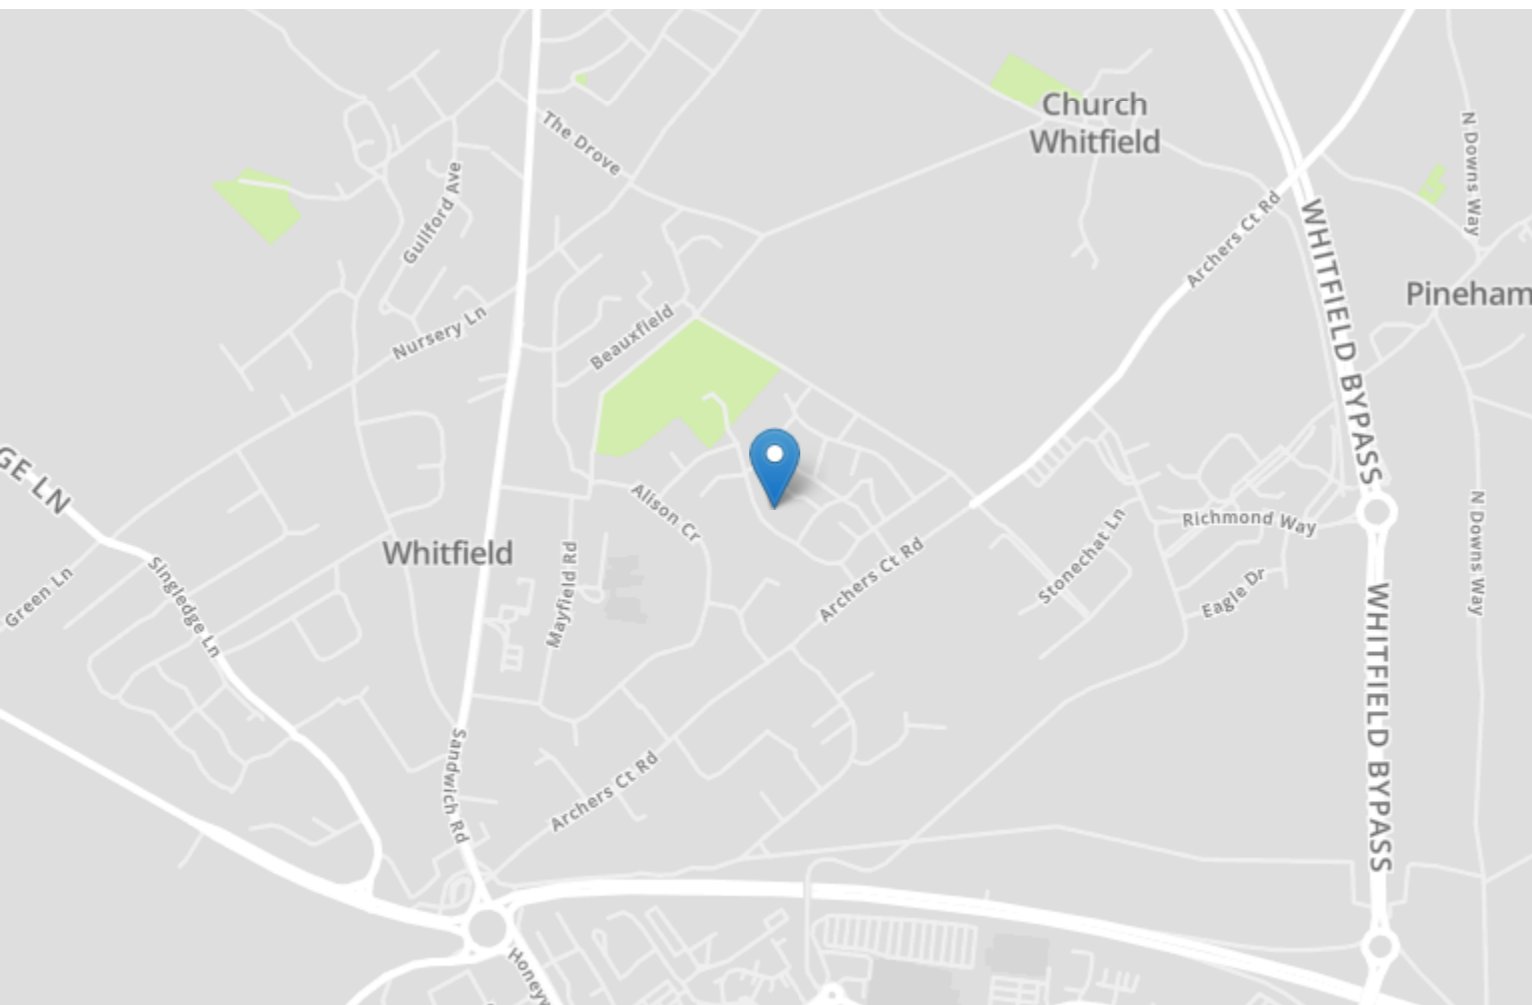 Church
Whitfield
The Drove
N Downs Way
Guilford Ave
Archers Ct Rd
WHITFIELD BYPASS
Pineham
Nursery Ln
Beauxfield
GE LN
Alison Cr
Richmond Way
Stonechat Ln
N Downs Way
Whitfield
Mayfield Rd
Archers Ct Rd
Eagle Dr
Green Ln
Singledge Ln
WHITFIELD BYPASS
Sandwich Rd
Archers Ct Rd
Honeyw